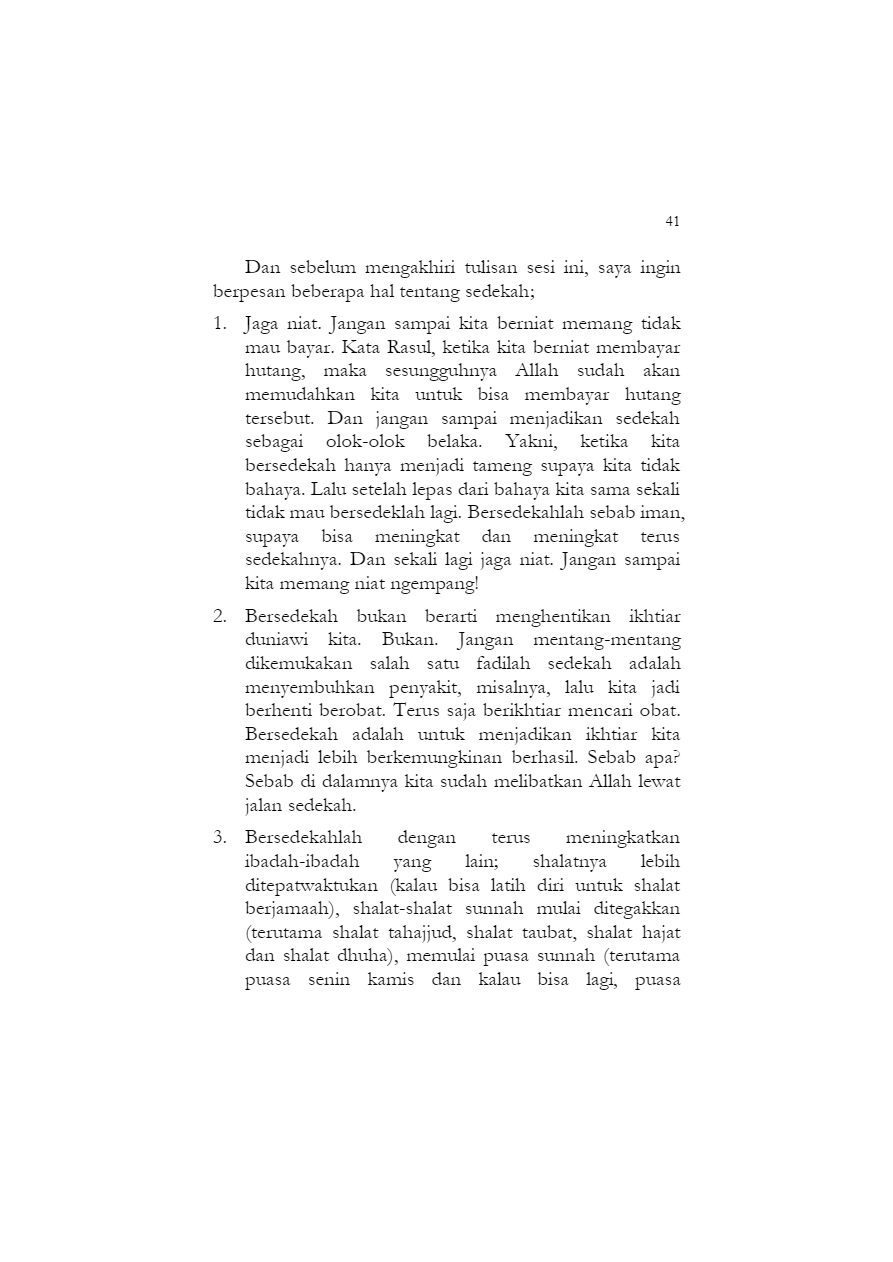 41
Dan sebelum mengakhiri tulisan sesi ini, saya ingin
berpesan beberapa hal tentang sedekah;
1. Jaga niat. Jangan sampai kita berniat memang tidak
mau bayar. Kata Rasul, ketika kita berniat membayar
hutang, maka sesungguhnya Allah sudah akan
memudahkan kita untuk bisa membayar hutang
tersebut. Dan jangan sampai menjadikan sedekah
sebagai olok-olok belaka. Yakni, ketika kita
bersedekah hanya menjadi tameng supaya kita tidak
bahaya. Lalu setelah lepas dari bahaya kita sama sekali
tidak mau bersedeklah lagi. Bersedekahlah sebab iman,
supaya bisa meningkat dan meningkat terus
sedekahnya. Dan sekali lagi jaga niat. Jangan sampai
kita memang niat ngempang!
2. Bersedekah bukan berarti menghentikan ikhtiar
duniawi kita. Bukan. Jangan mentang-mentang
dikemukakan salah satu fadilah sedekah adalah
menyembuhkan penyakit, misalnya, lalu kita jadi
berhenti berobat. Terus saja berikhtiar mencari obat.
Bersedekah adalah untuk menjadikan ikhtiar kita
menjadi lebih berkemungkinan berhasil. Sebab apa?
Sebab di dalamnya kita sudah melibatkan Allah lewat
jalan sedekah.
3. Bersedekahlah dengan terus meningkatkan
ibadah-ibadah yang lain; shalatnya lebih
ditepatwaktukan (kalau bisa latih diri untuk shalat
berjamaah), shalat-shalat sunnah mulai ditegakkan
(terutama shalat tahajjud, shalat taubat, shalat hajat
dan shalat dhuha), memulai puasa sunnah (terutama
puasa senin kamis dan kalau bisa lagi, puasa